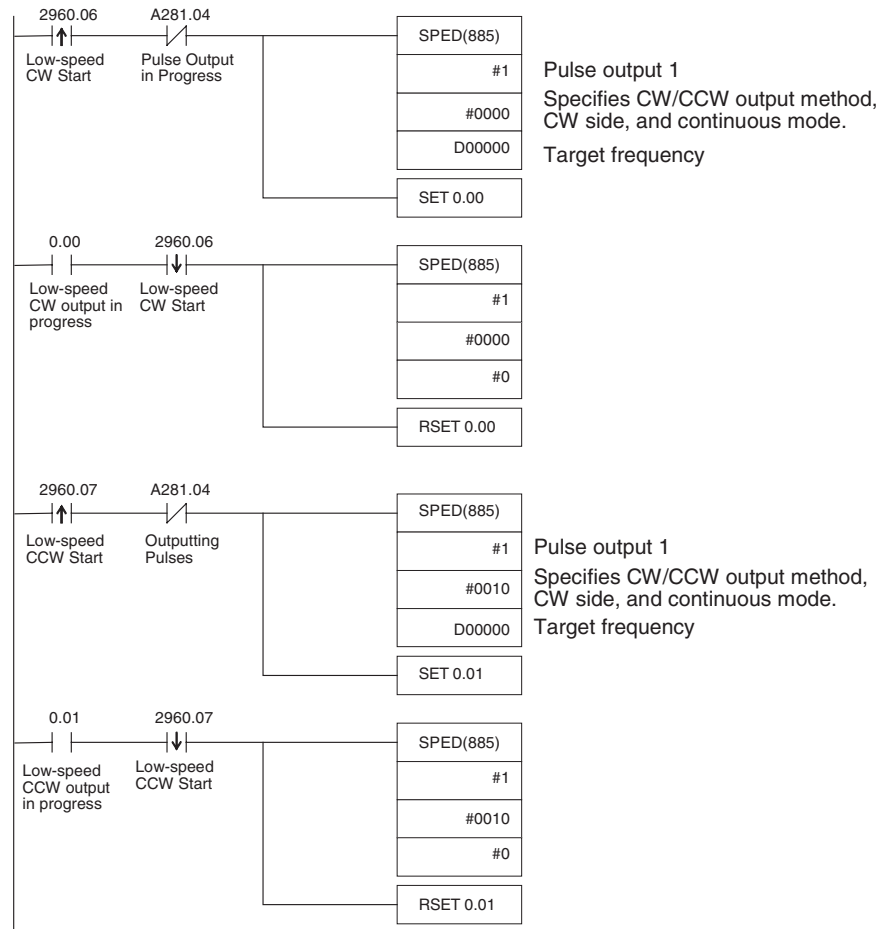 2960.06 A281.04
SPED(885)
Low-speed
CW Start
Pulse Output
in Progress
#1 Pulse output 1
#0000 Specifies CW/CCW output method,
CW side, and continuous mode.
D00000 Target frequency
SET 0.00
0.00 2960.06
SPED(885)
Low-speed
CW output in
progress
Low-speed
CW Start
#1
#0000
#0
RSET 0.00
2960.07 A281.04
SPED(885)
Low-speed
CCW Start
Outputting
Pulses
#1 Pulse output 1
#0010 Specifies CW/CCW output method,
CW side, and continuous mode.
D00000 Target frequency
SET 0.01
0.01 2960.07
SPED(885)
Low-speed
CCW output
in progress
Low-speed
CCW Start
#1
#0010
#0
RSET 0.01